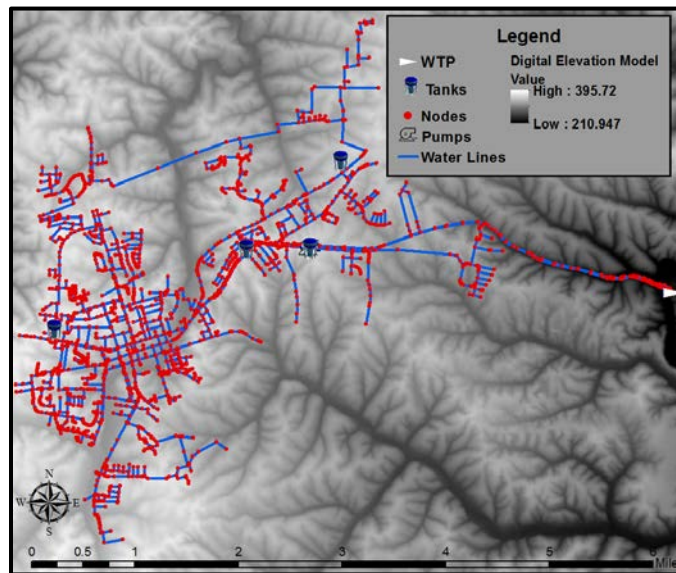 Legend
WTP
Tanks
Nodes
Pumps
Water Lines
Digital Elevation Model
Value
High : 395.72
Low : 210.947
N
W E
S
0 0.5 1 2 3 4 5 6
Mile